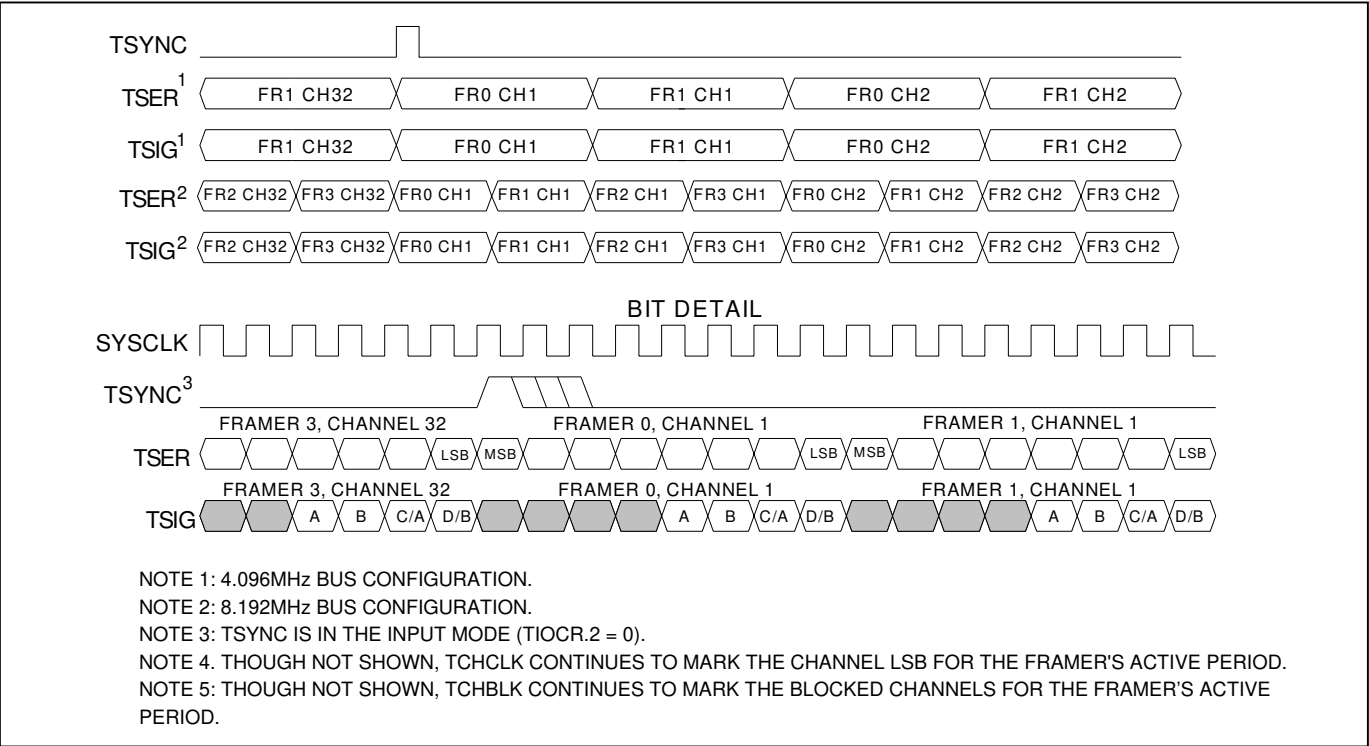 TSYNC
TSER1 FR1 CH32 FR0 CH1 FR1 CH1 FR0 CH2 FR1 CH2
TSIG1 FR1 CH32 FR0 CH1 FR1 CH1 FR0 CH2 FR1 CH2
TSER2 FR2 CH32 FR3 CH32 FR0 CH1 FR1 CH1 FR2 CH1 FR3 CH1 FR0 CH2 FR1 CH2 FR2 CH2 FR3 CH2
TSIG2 FR2 CH32 FR3 CH32 FR0 CH1 FR1 CH1 FR2 CH1 FR3 CH1 FR0 CH2 FR1 CH2 FR2 CH2 FR3 CH2
BIT DETAIL
SYSCLK
TSYNC3
FRAMER 3, CHANNEL 32 FRAMER 0, CHANNEL 1 FRAMER 1, CHANNEL 1
TSER LSB MSB LSB MSB LSB
FRAMER 3, CHANNEL 32 FRAMER 0, CHANNEL 1 FRAMER 1, CHANNEL 1
TSIG A B C/A D/B A B C/A D/B A B C/A D/B
NOTE 1: 4.096MHz BUS CONFIGURATION.
NOTE 2: 8.192MHz BUS CONFIGURATION.
NOTE 3: TSYNC IS IN THE INPUT MODE (TIOCR.2 = 0).
NOTE 4. THOUGH NOT SHOWN, TCHCLK CONTINUES TO MARK THE CHANNEL LSB FOR THE FRAMER'S ACTIVE PERIOD.
NOTE 5: THOUGH NOT SHOWN, TCHBLK CONTINUES TO MARK THE BLOCKED CHANNELS FOR THE FRAMER’S ACTIVE
PERIOD.